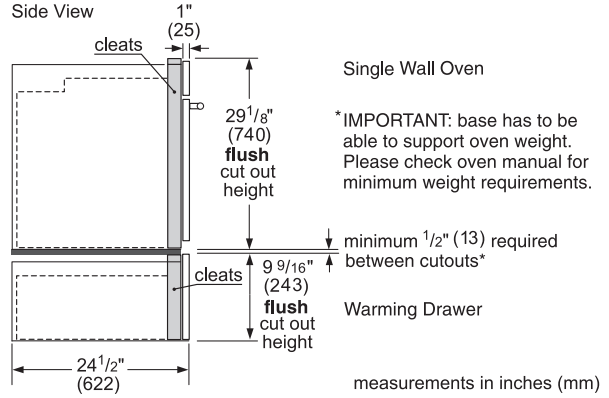 Side View
1"
(25)
cleats
Single Wall Oven
29 1/8"
(740)
flush
cut out
height
*IMPORTANT: base has to be
able to support oven weight.
Please check oven manual for
minimum weight requirements.
minimum 1/2" (13) required
between cutouts*
cleats
9 9/16"
(243)
flush
cut out
height
Warming Drawer
24 1/2"
(622)
measurements in inches (mm)